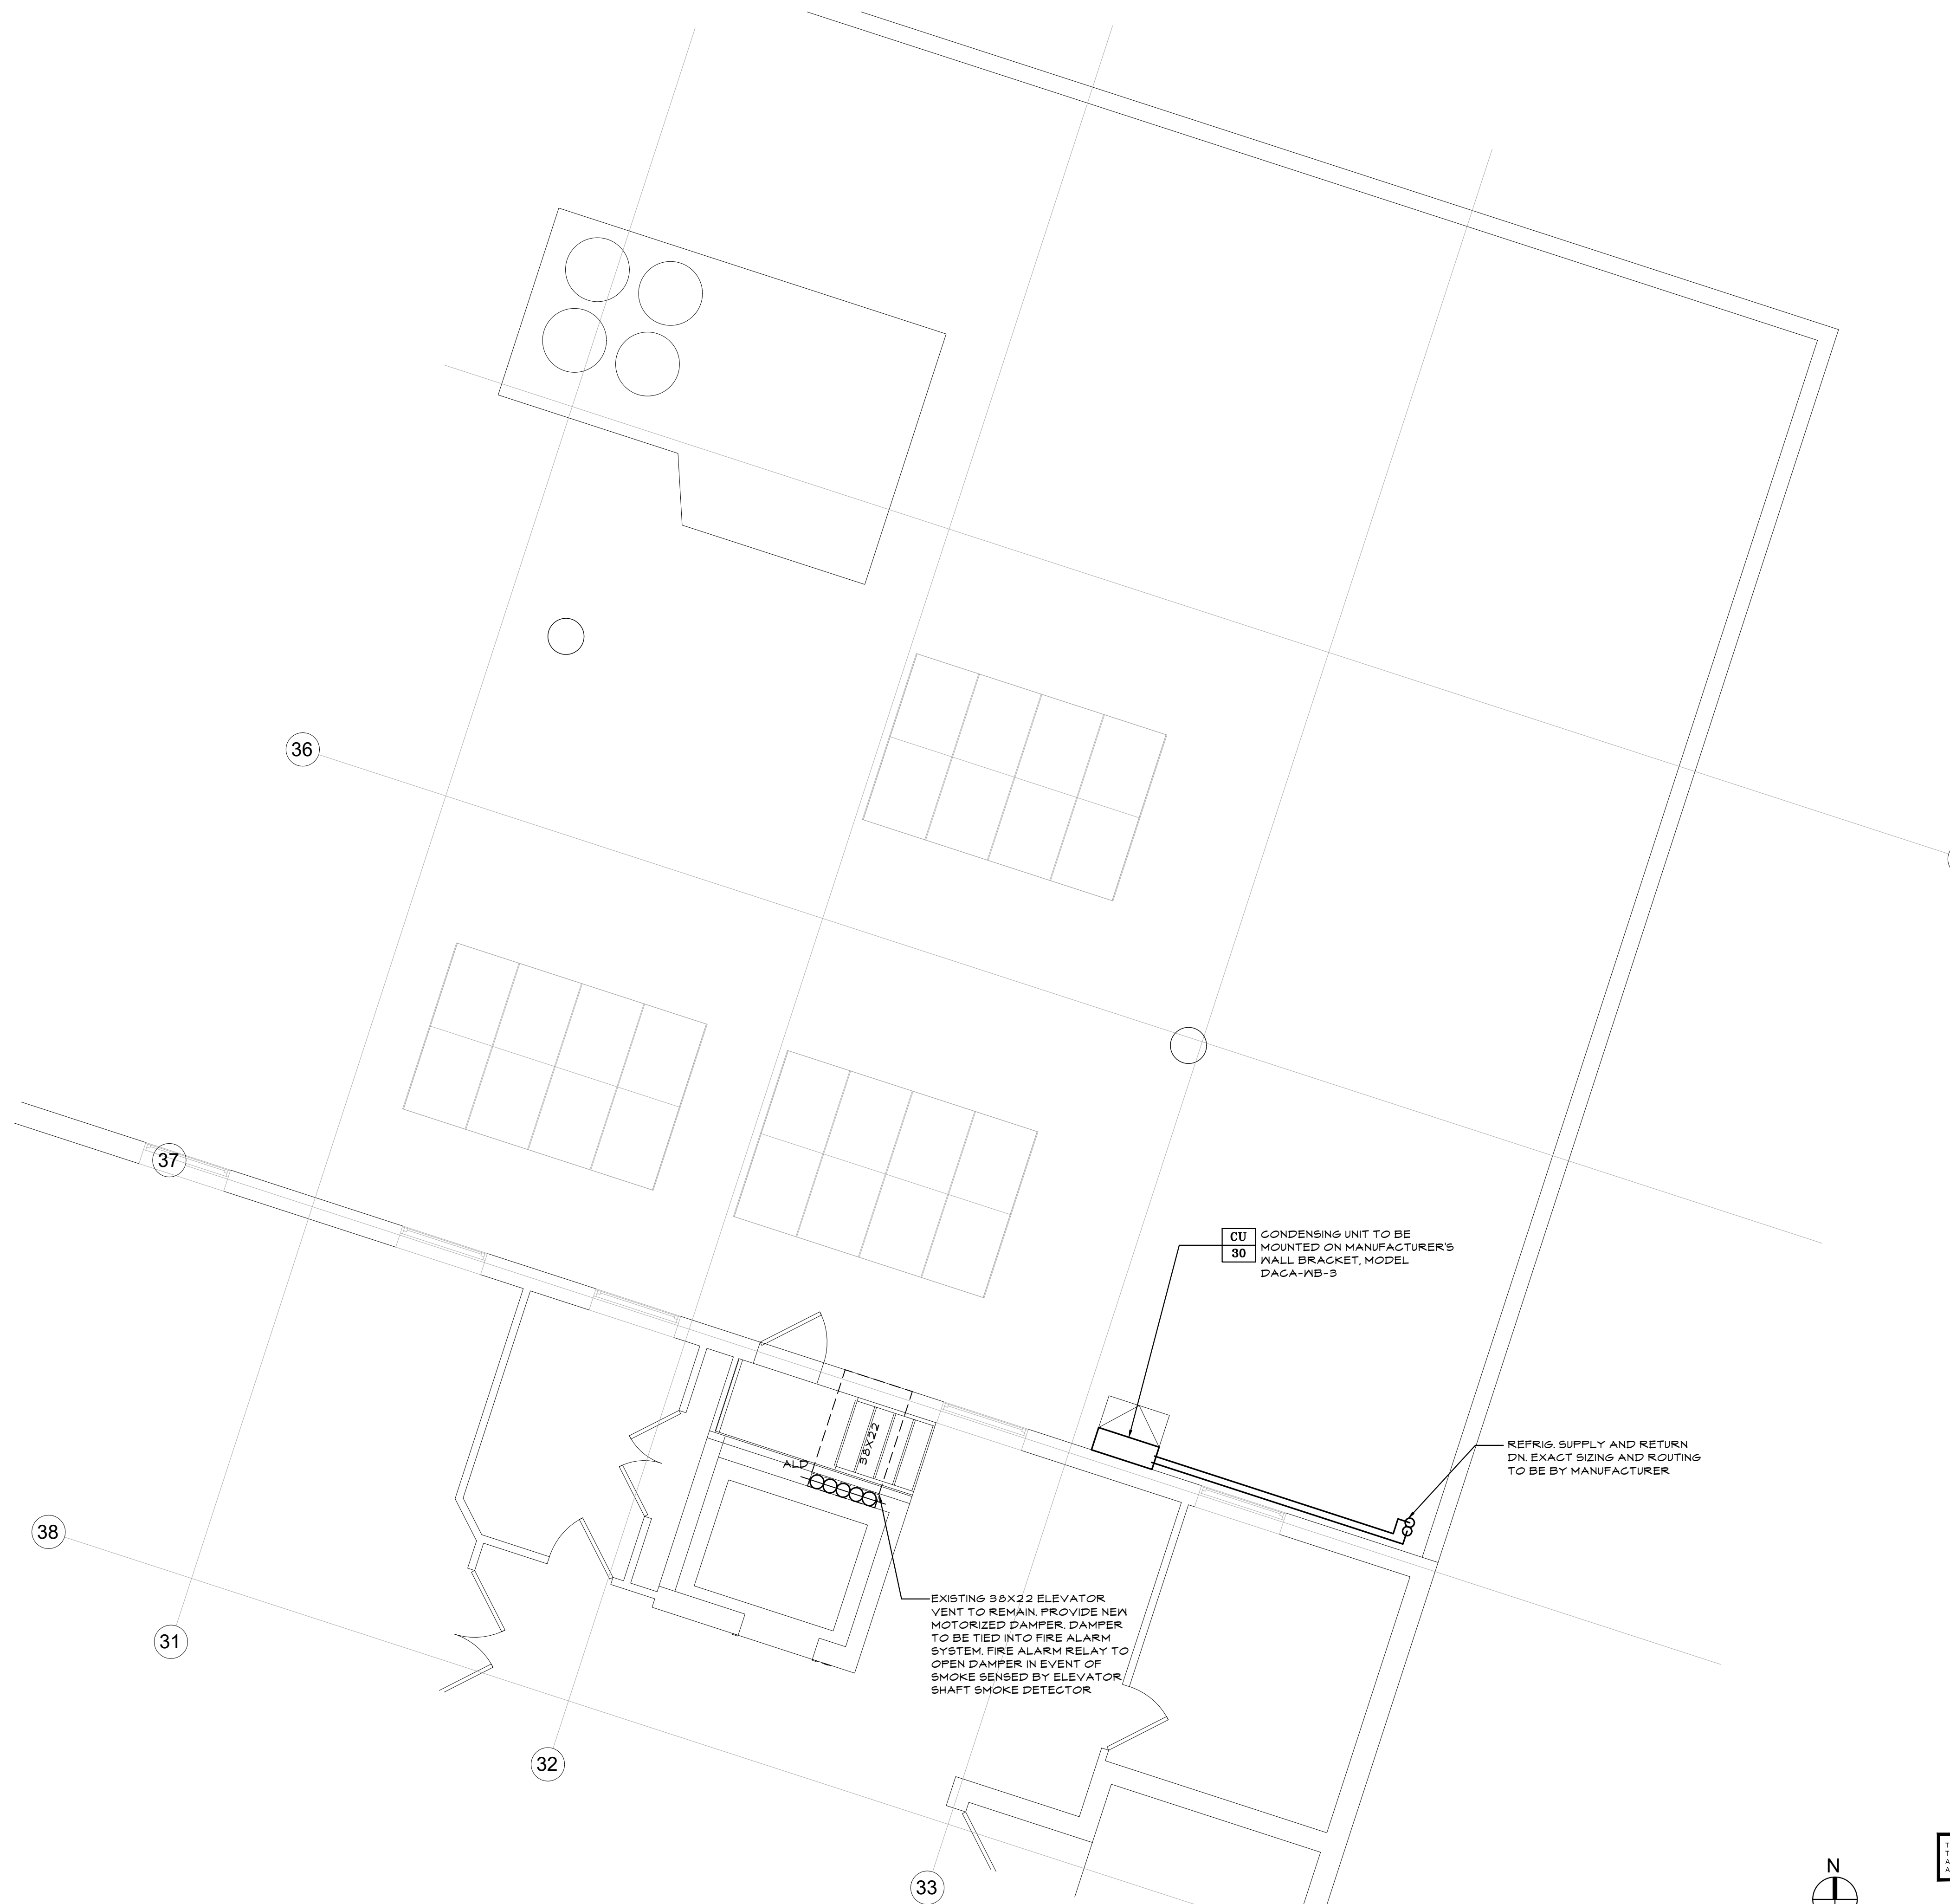 36
37
CU
30
CONDENSING UNIT TO BE
MOUNTED ON MANUFACTURER'S
WALL BRACKET, MODEL
DACA-WB-3
38X22
ALD
REFRIG. SUPPLY AND RETURN
DN. EXACT SIZING AND ROUTING
TO BE BY MANUFACTURER
38
EXISTING 38X22 ELEVATOR
VENT TO REMAIN. PROVIDE NEW
MOTORIZED DAMPER. DAMPER
TO BE TIED INTO FIRE ALARM
SYSTEM. FIRE ALARM RELAY TO
OPEN DAMPER IN EVENT OF
SMOKE SENSED BY ELEVATOR
SHAFT SMOKE DETECTOR
31
32
33
N
T
T
A
A